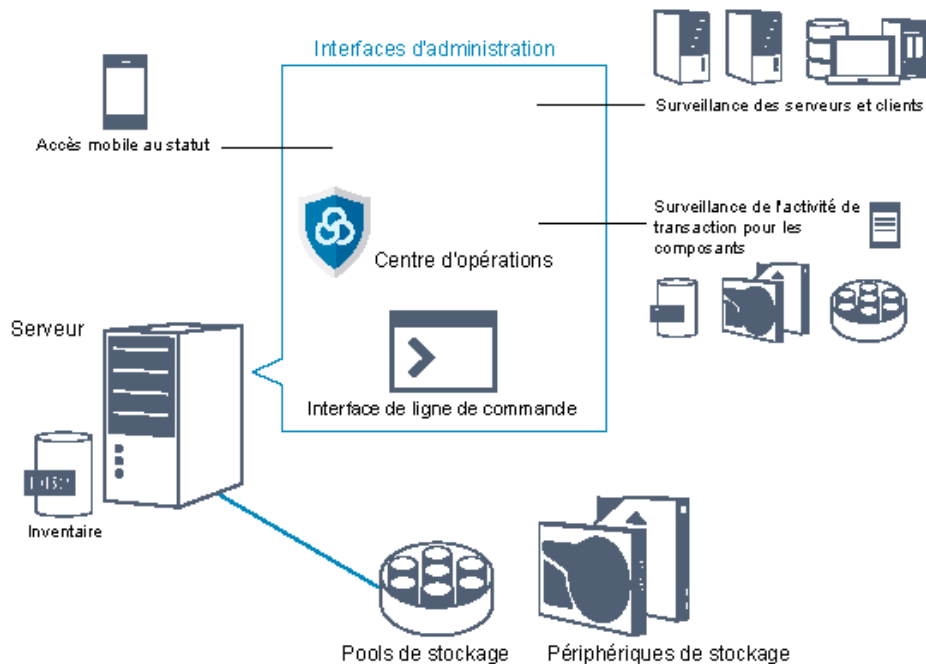 Interfaces d'administration
Surveillance des serveurs et clients
Accès mobile au statut
Surveillance de l'activité de
transaction pour les
composants
Centre d'opérations
Serveur
Interface de ligne de commande
Inventaire
Pools de stockage
Périphériques de stockage